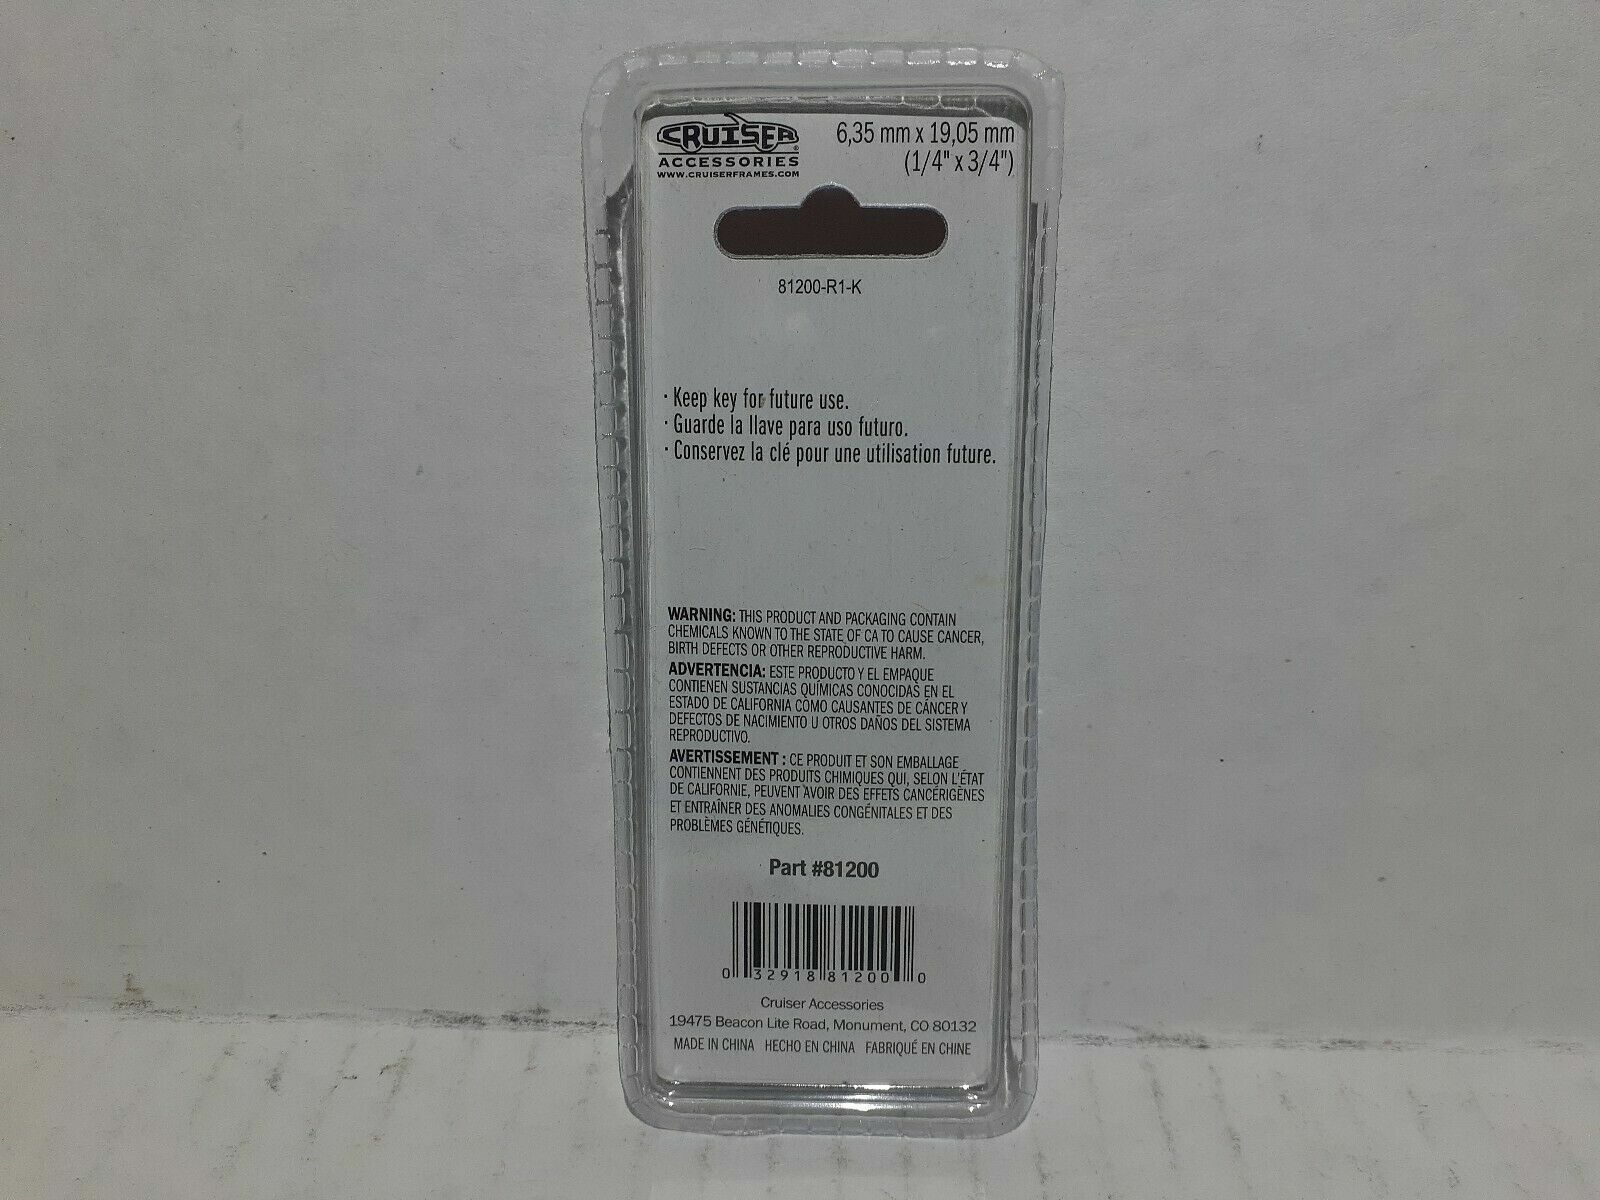 CRUISER
ACCESSORIES
WWW.CRUISERFRAMES.COM
6,35 mm x 19,05 mm
(1/4" x 3/4")
81200-R1-K
· Keep key for future use.
· Guarde la llave para uso futuro.
· Conservez la clé pour une utilisation future.
WARNING: THIS PRODUCT AND PACKAGING CONTAIN
CHEMICALS KNOWN TO THE STATE OF CA TO CAUSE CANCER,
BIRTH DEFECTS OR OTHER REPRODUCTIVE HARM.
ADVERTENCIA: ESTE PRODUCTO Y EL EMPAQUE
CONTIENEN SUSTANCIAS QUÍMICAS CONOCIDAS EN EL
ESTADO DE CALIFORNIA COMO CAUSANTES DE CÁNCER Y
DEFECTOS DE NACIMIENTO U OTROS DAÑOS DEL SISTEMA
REPRODUCTIVO.
AVERTISSEMENT : CE PRODUIT ET SON EMBALLAGE
CONTIENNENT DES PRODUITS CHIMIQUES QUI, SELON L'ÉTAT
DE CALIFORNIE, PEUVENT AVOIR DES EFFETS CANCÉRIGÈNES
ET ENTRAÎNER DES ANOMALIES CONGÉNITALES ET DES
PROBLÈMES GÉNÉTIQUES.
Part #81200
0 32918 81200 0
Cruiser Accessories
19475 Beacon Lite Road, Monument, CO 80132
MADE IN CHINA HECHO EN CHINA FABRIQUÉ EN CHINE